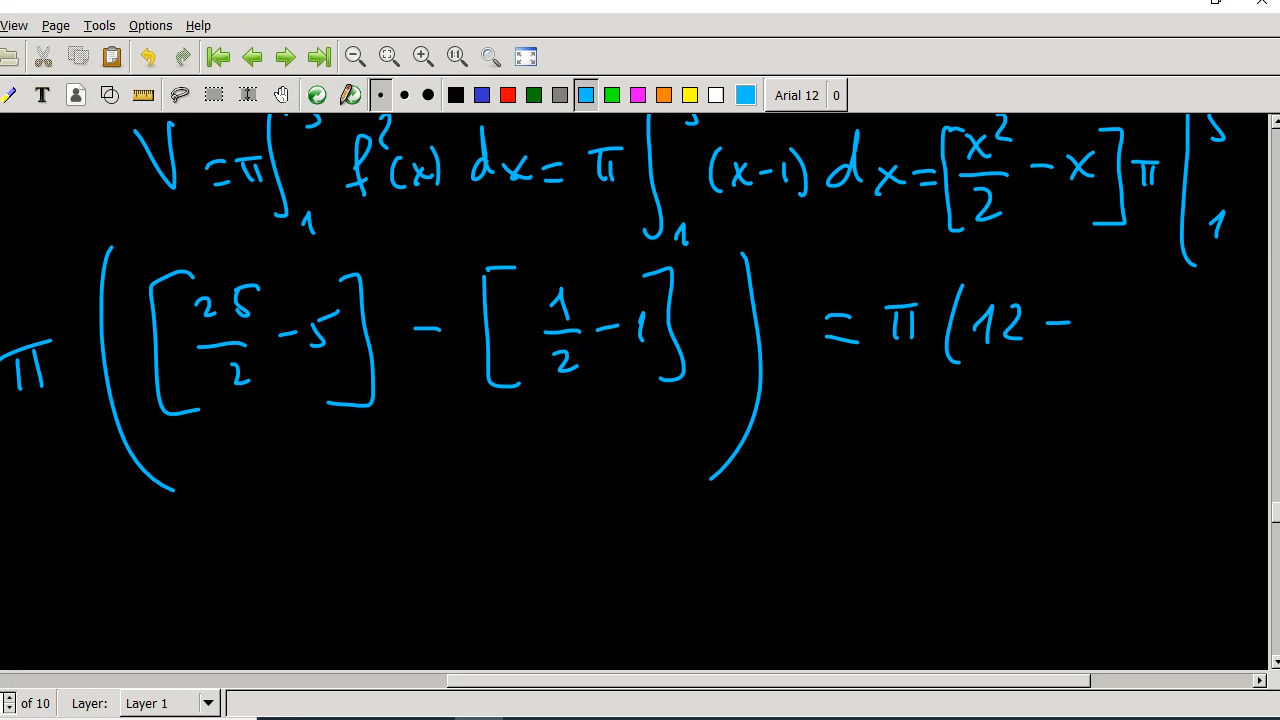 View Page Tools Options Help
Arial 12 0
V = π ∫₁⁵ f²(x) dx = π ∫₁⁵ (x-1) dx = [x²/2 - x] π |₁⁵
π ([25/2 - 5] - [1/2 - 1]) = π (12 -
of 10 Layer: Layer 1